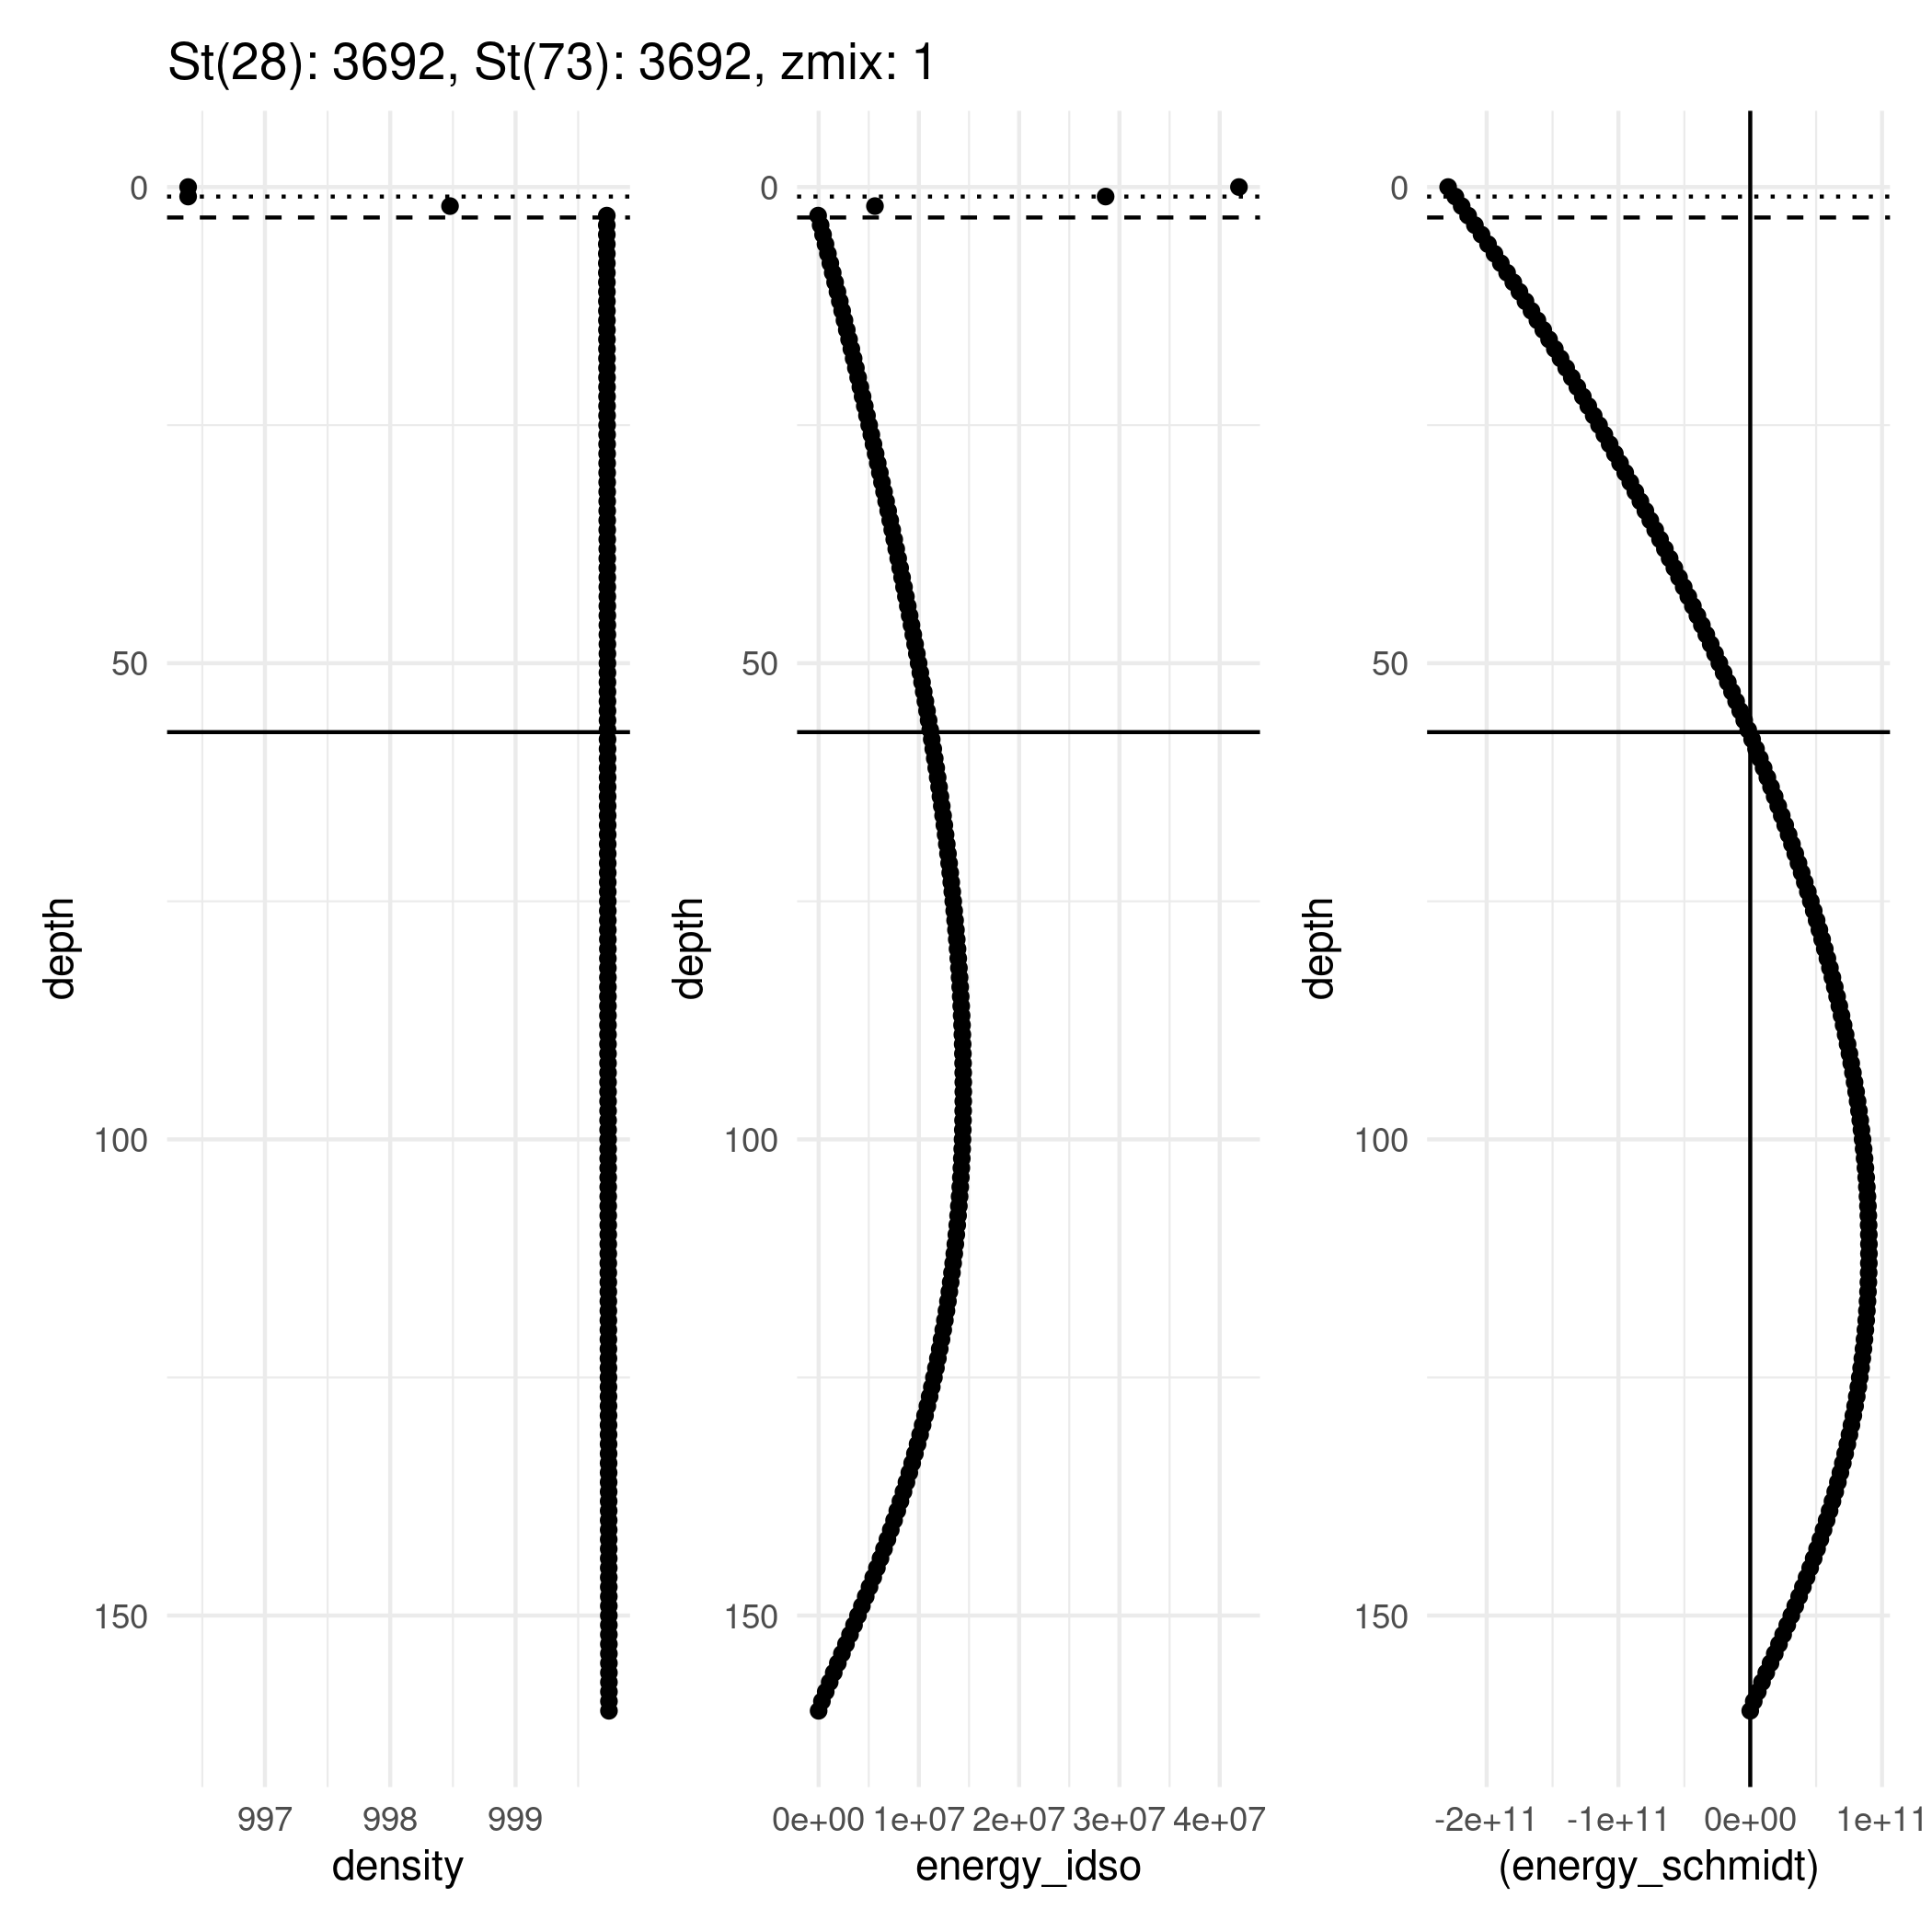 St(28): 3692, St(73): 3692, zmix: 1
0
50
100
150
depth
997 998 999
density
0
50
100
150
depth
0e+00 1e+07 2e+07 3e+07 4e+07
energy_idso
0
50
100
150
depth
-2e+11 -1e+11 0e+00 1e+11
(energy_schmidt)